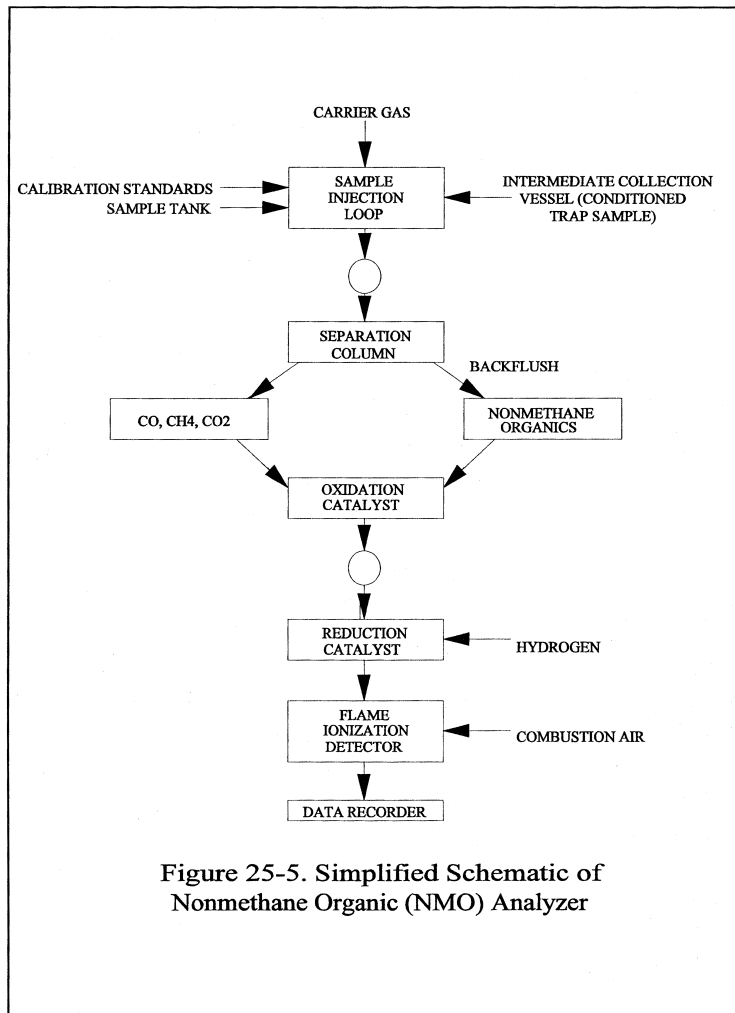 CARRIER GAS
CALIBRATION STANDARDS
SAMPLE TANK
SAMPLE
INJECTION
LOOP
INTERMEDIATE COLLECTION
VESSEL (CONDITIONED
TRAP SAMPLE)
SEPARATION
COLUMN
BACKFLUSH
CO, CH4, CO2
NONMETHANE
ORGANICS
OXIDATION
CATALYST
REDUCTION
CATALYST
HYDROGEN
FLAME
IONIZATION
DETECTOR
COMBUSTION AIR
DATA RECORDER
Figure 25-5. Simplified Schematic of
Nonmethane Organic (NMO) Analyzer